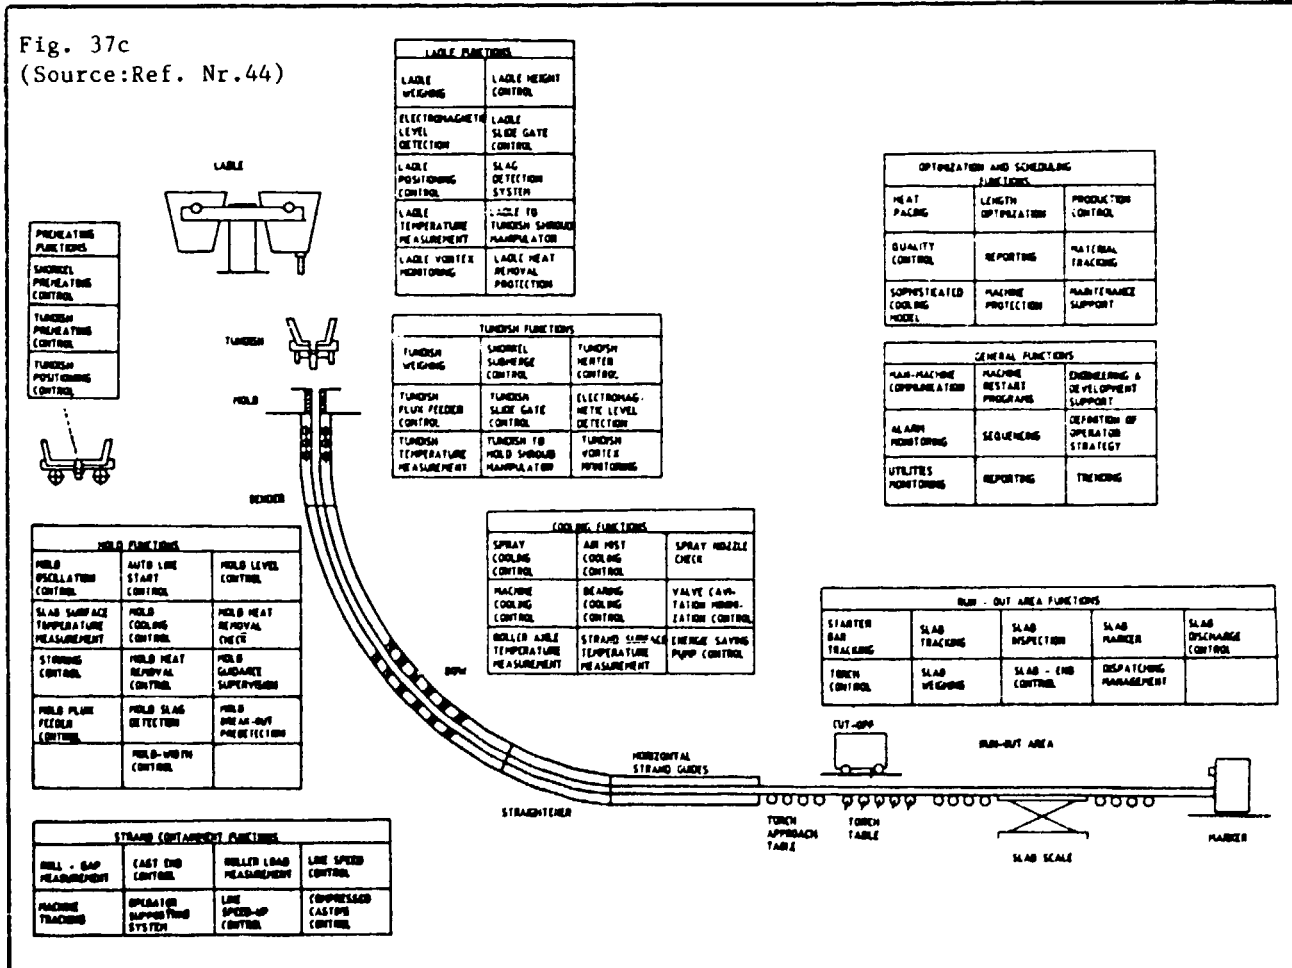 Fig. 37c
(Source:Ref. Nr.44)
LADLE FUNCTIONS
LADLE WEIGHING
LADLE HEIGHT CONTROL
ELECTROMAGNETIC LEVEL DETECTION
LADLE SLIDE GATE CONTROL
LADLE POSITIONING CONTROL
SLAG DETECTION SYSTEM
LADLE TEMPERATURE MEASUREMENT
LADLE TO TUNDISH SHROUD MANIPULATOR
LADLE VORTEX MONITORING
LADLE HEAT REMOVAL PROTECTION
LADLE
PREHEATING FUNCTIONS
SNORKEL PREHEATING CONTROL
TUNDISH PREHEATING CONTROL
TUNDISH POSITIONING CONTROL
TUNDISH
MOLD
BENDER
OPTIMIZATION AND SCHEDULING FUNCTIONS
HEAT PACING
LENGTH OPTIMIZATION
PRODUCTION CONTROL
QUALITY CONTROL
REPORTING
MATERIAL TRACKING
SOPHISTICATED COOLING MODEL
MACHINE PROTECTION
MAINTENANCE SUPPORT
TUNDISH FUNCTIONS
TUNDISH WEIGHING
SNORKEL SUBMERGE CONTROL
TUNDISH HEATER CONTROL
TUNDISH FLUX FEEDER CONTROL
TUNDISH SLIDE GATE CONTROL
ELECTROMAG-
NETIC LEVEL DETECTION
TUNDISH TEMPERATURE MEASUREMENT
TUNDISH TO MOLD SHROUD MANIPULATOR
TUNDISH VORTEX MONITORING
GENERAL FUNCTIONS
MAN-MACHINE COMMUNICATION
MACHINE RESTART PROGRAMS
ENGINEERING & DEVELOPMENT SUPPORT
ALARM MONITORING
SEQUENCING
DEFINITION OF OPERATOR STRATEGY
UTILITIES MONITORING
REPORTING
TRENDING
MOLD FUNCTIONS
MOLD OSCILLATION CONTROL
AUTO LINE START CONTROL
MOLD LEVEL CONTROL
SLAB SURFACE TEMPERATURE MEASUREMENT
MOLD COOLING CONTROL
MOLD HEAT REMOVAL CHECK
STIRRING CONTROL
MOLD HEAT REMOVAL CONTROL
MOLD GUIDANCE SUPERVISION
MOLD FLUX FEEDER CONTROL
MOLD SLAG DETECTION
MOLD BREAK-OUT PREDETECTION
MOLD-WIDTH CONTROL
COOLING FUNCTIONS
SPRAY COOLING CONTROL
AIR MIST COOLING CONTROL
SPRAY NOZZLE CHECK
MACHINE COOLING CONTROL
BEARING COOLING CONTROL
VALVE CAVI-
TATION MINIMI-
ZATION CONTROL
ROLLER AXLE TEMPERATURE MEASUREMENT
STRAND SURFACE TEMPERATURE MEASUREMENT
ENERGIE SAVING PUMP CONTROL
RUN - OUT AREA FUNCTIONS
STARTER BAR TRACKING
SLAB TRACKING
SLAB INSPECTION
SLAB MARKER
SLAB DISCHARGE CONTROL
TORCH CONTROL
SLAB WEIGHING
SLAB - END CONTROL
DISPATCHING MANAGEMENT
BOW
STRAIGHTENER
HORIZONTAL STRAND GUIDES
CUT-OFF
RUN-OUT AREA
TORCH APPROACH TABLE
TORCH TABLE
SLAB SCALE
MARKER
STRAND CONTAINMENT FUNCTIONS
ROLL - GAP MEASUREMENT
CAST END CONTROL
ROLLER LOAD MEASUREMENT
LINE SPEED CONTROL
MACHINE TRACKING
OPERATOR SUPPORTING SYSTEM
LINE SPEED-UP CONTROL
COMPRESSED CASTING CONTROL